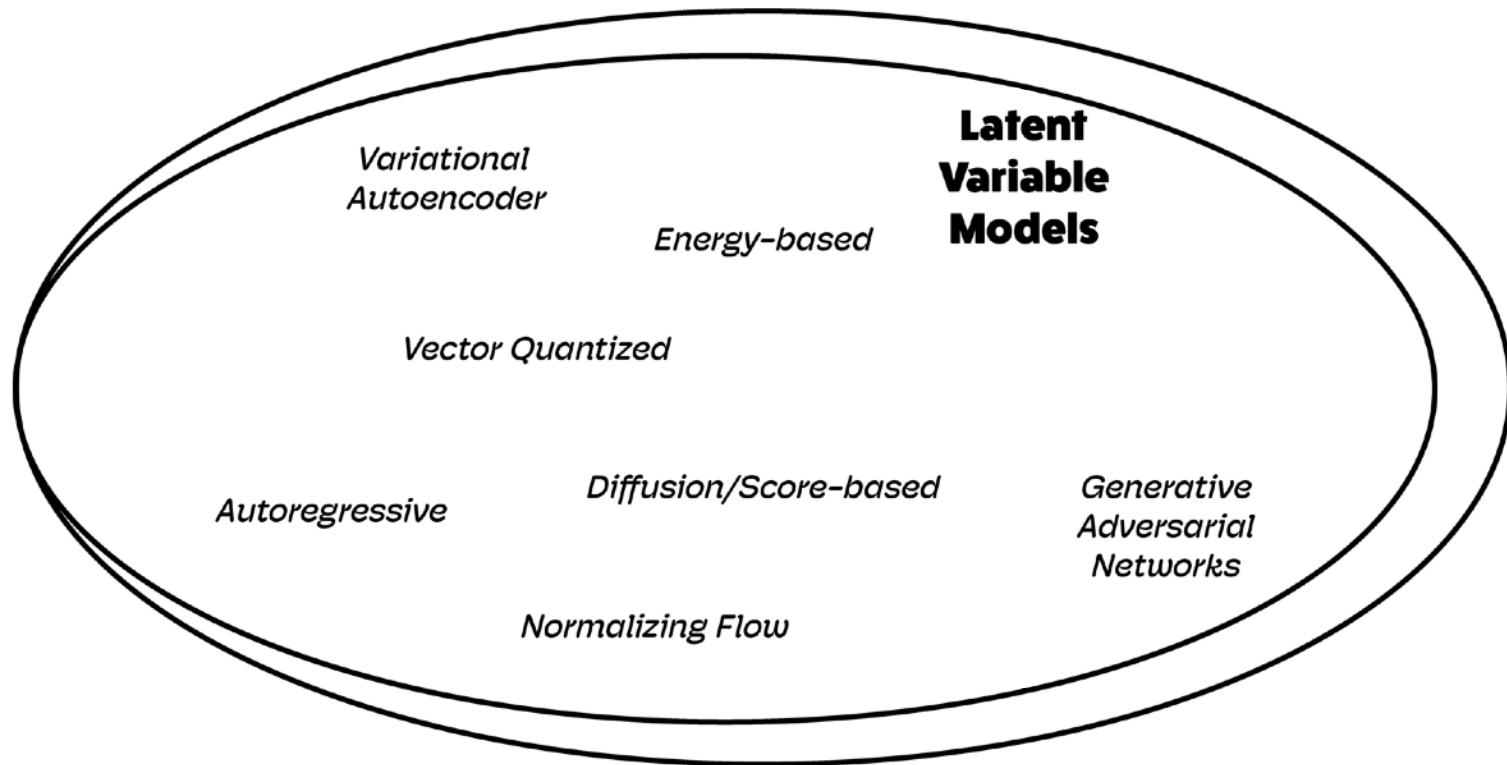 Latent
Variable
Models
Variational
Autoencoder
Energy-based
Vector Quantized
Diffusion/Score-based
Generative
Adversarial
Networks
Autoregressive
Normalizing Flow